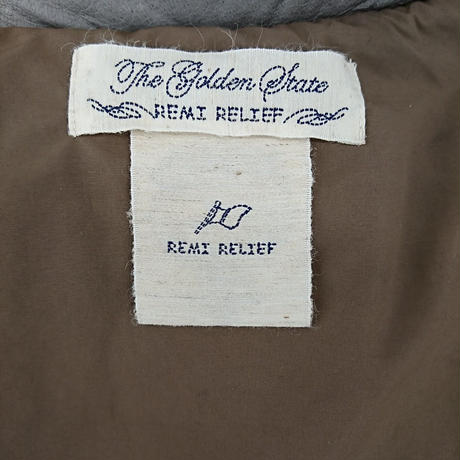 The Golden State
REMI RELIEF
REMI RELIEF